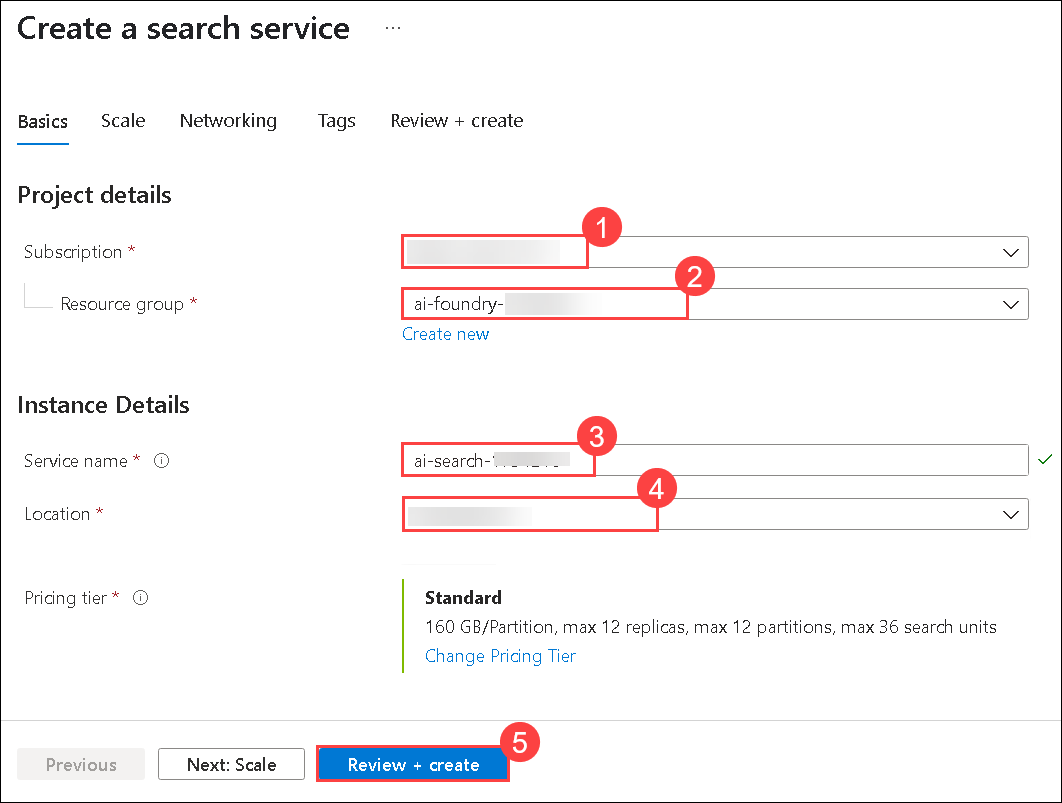 Create a search service ...
Basics Scale Networking Tags Review + create
Project details
1
Subscription *
2
Resource group * ai-foundry-
Create new
Instance Details
3
Service name * ai-search-
4
Location *
Pricing tier * Standard
160 GB/Partition, max 12 replicas, max 12 partitions, max 36 search units
Change Pricing Tier
5
Previous Next: Scale Review + create